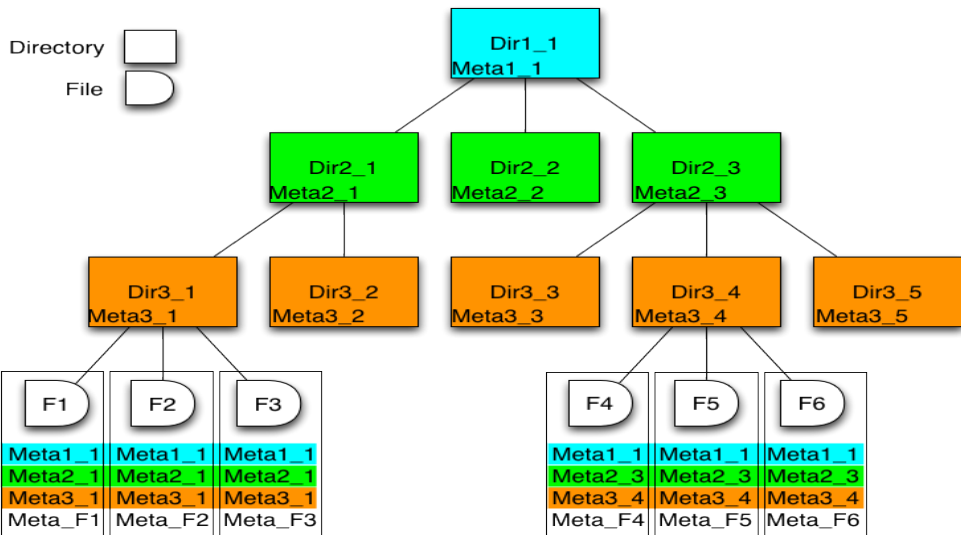 Directory
File
Dir1_1
Meta1_1
Dir2_1
Meta2_1
Dir2_2
Meta2_2
Dir2_3
Meta2_3
Dir3_1
Meta3_1
Dir3_2
Meta3_2
Dir3_3
Meta3_3
Dir3_4
Meta3_4
Dir3_5
Meta3_5
F1
Meta1_1
Meta2_1
Meta3_1
Meta_F1
F2
Meta1_1
Meta2_1
Meta3_1
Meta_F2
F3
Meta1_1
Meta2_1
Meta3_1
Meta_F3
F4
Meta1_1
Meta2_3
Meta3_4
Meta_F4
F5
Meta1_1
Meta2_3
Meta3_4
Meta_F5
F6
Meta1_1
Meta2_3
Meta3_4
Meta_F6